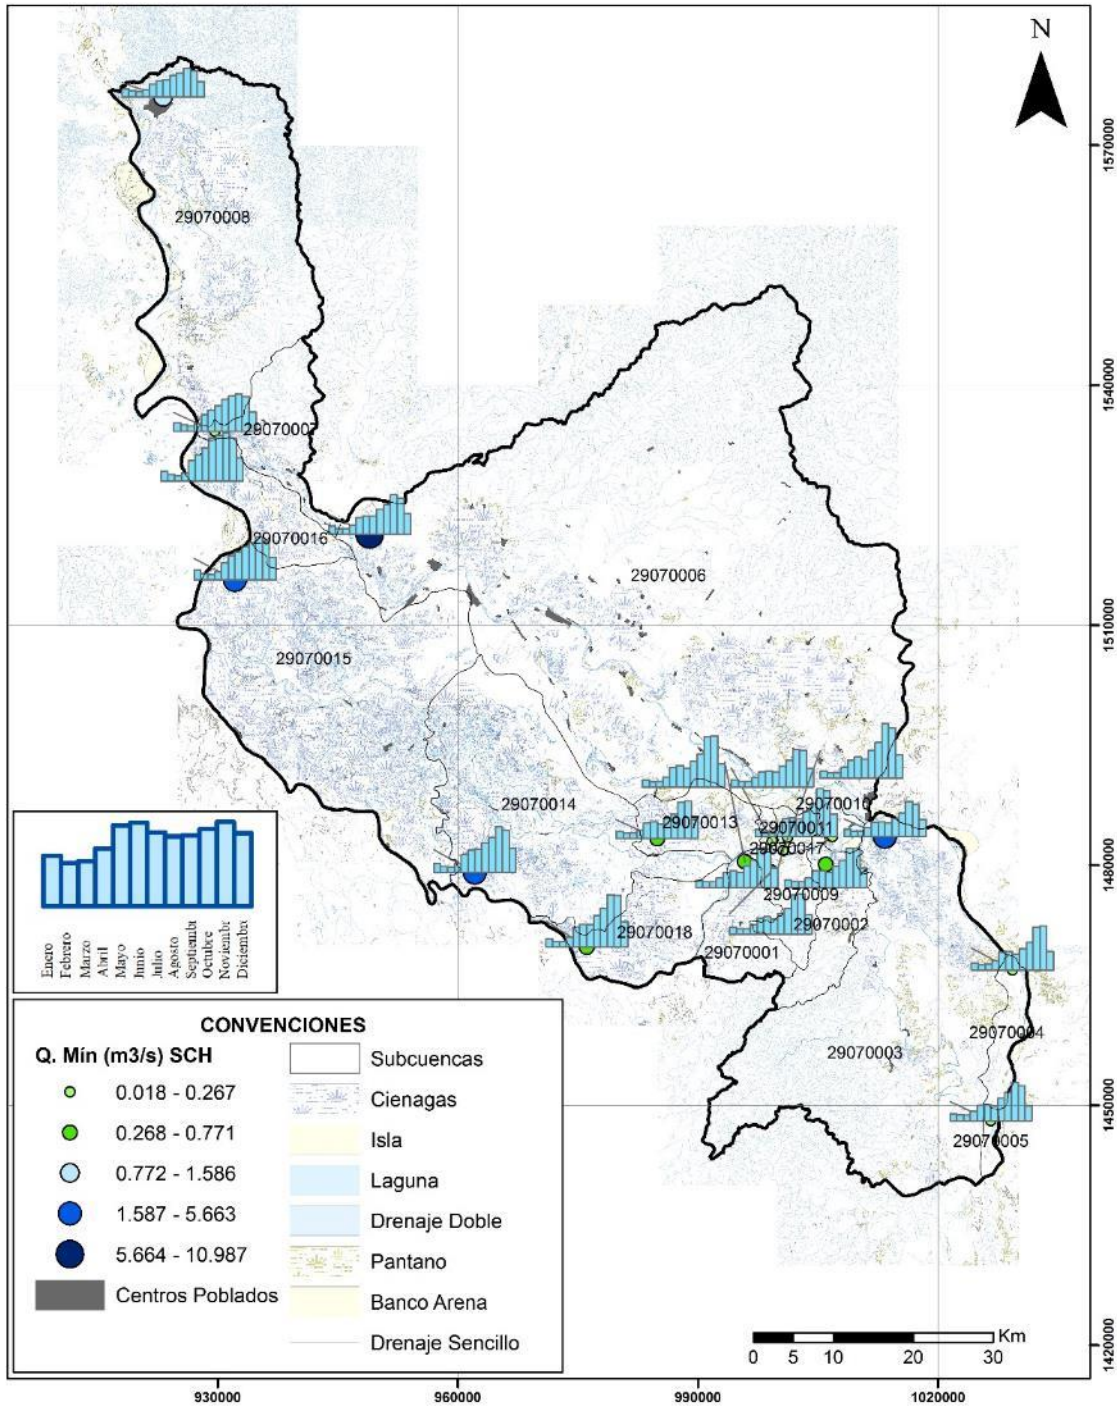 N
1570000
29070008
1540000
2907000
29070016
29070006
1510000
29070015
29070014
29070013
29070010
29070011
29070017
1480000
29070009
29070002
29070018
29070001
29070004
29070003
1450000
29070005
1420000
Enero
Febrero
Marzo
Abril
Mayo
Junio
Julio
Agosto
Septiembr
Octubre
Noviembr
Diciembre
CONVENCIONES
Q. Mín (m3/s) SCH
0.018 - 0.267
0.268 - 0.771
0.772 - 1.586
1.587 - 5.663
5.664 - 10.987
Centros Poblados
Subcuencas
Cienagas
Isla
Laguna
Drenaje Doble
Pantano
Banco Arena
Drenaje Sencillo
Km
0 5 10 20 30
930000 960000 990000 1020000